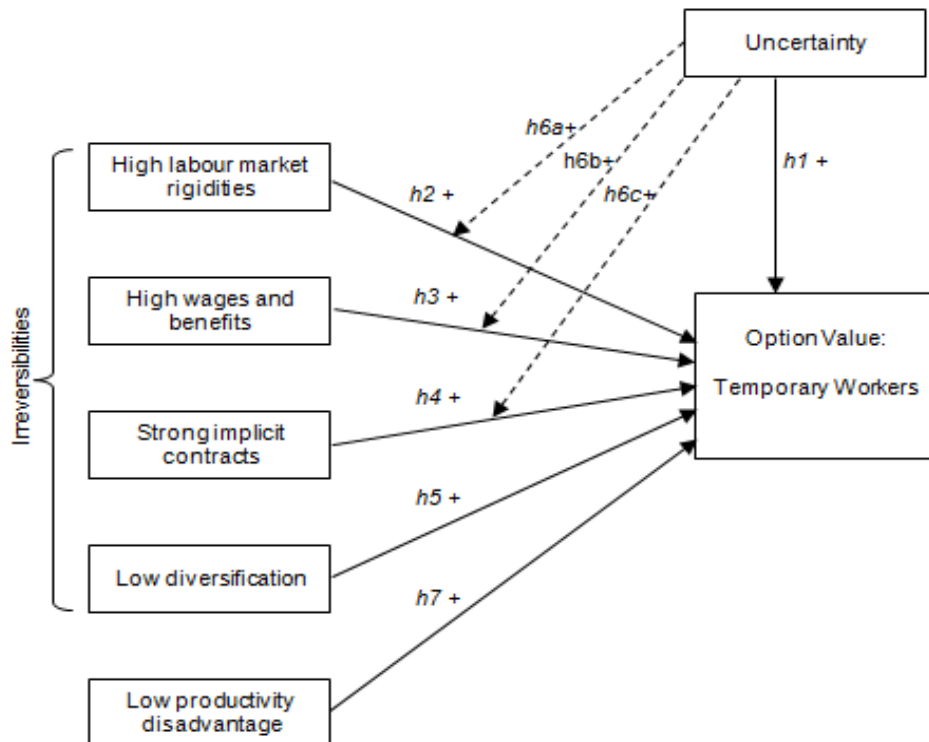 Uncertainty
h6a+
h6b+
h6c+
h1 +
High labour market
rigidities
h2 +
High wages and
benefits
h3 +
Option Value:
Temporary Workers
Irreversibilities
Strong implicit
contracts
h4 +
h5 +
Low diversification
h7 +
Low productivity
disadvantage